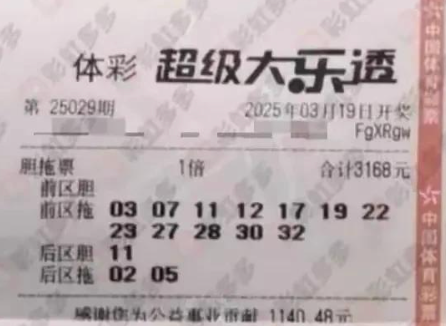 体彩 超级大乐透
第 25029期 2025年03月19日开奖
FgXRgw
胆拖票 1倍 合计3168元
前区胆
前区拖 03 07 11 12 17 19 22
23 27 28 30 32
后区胆 11
后区拖 02 05
感谢您为公益事业贡献 1140.48元
中国体育彩票
中国体育彩票
彩虹多多